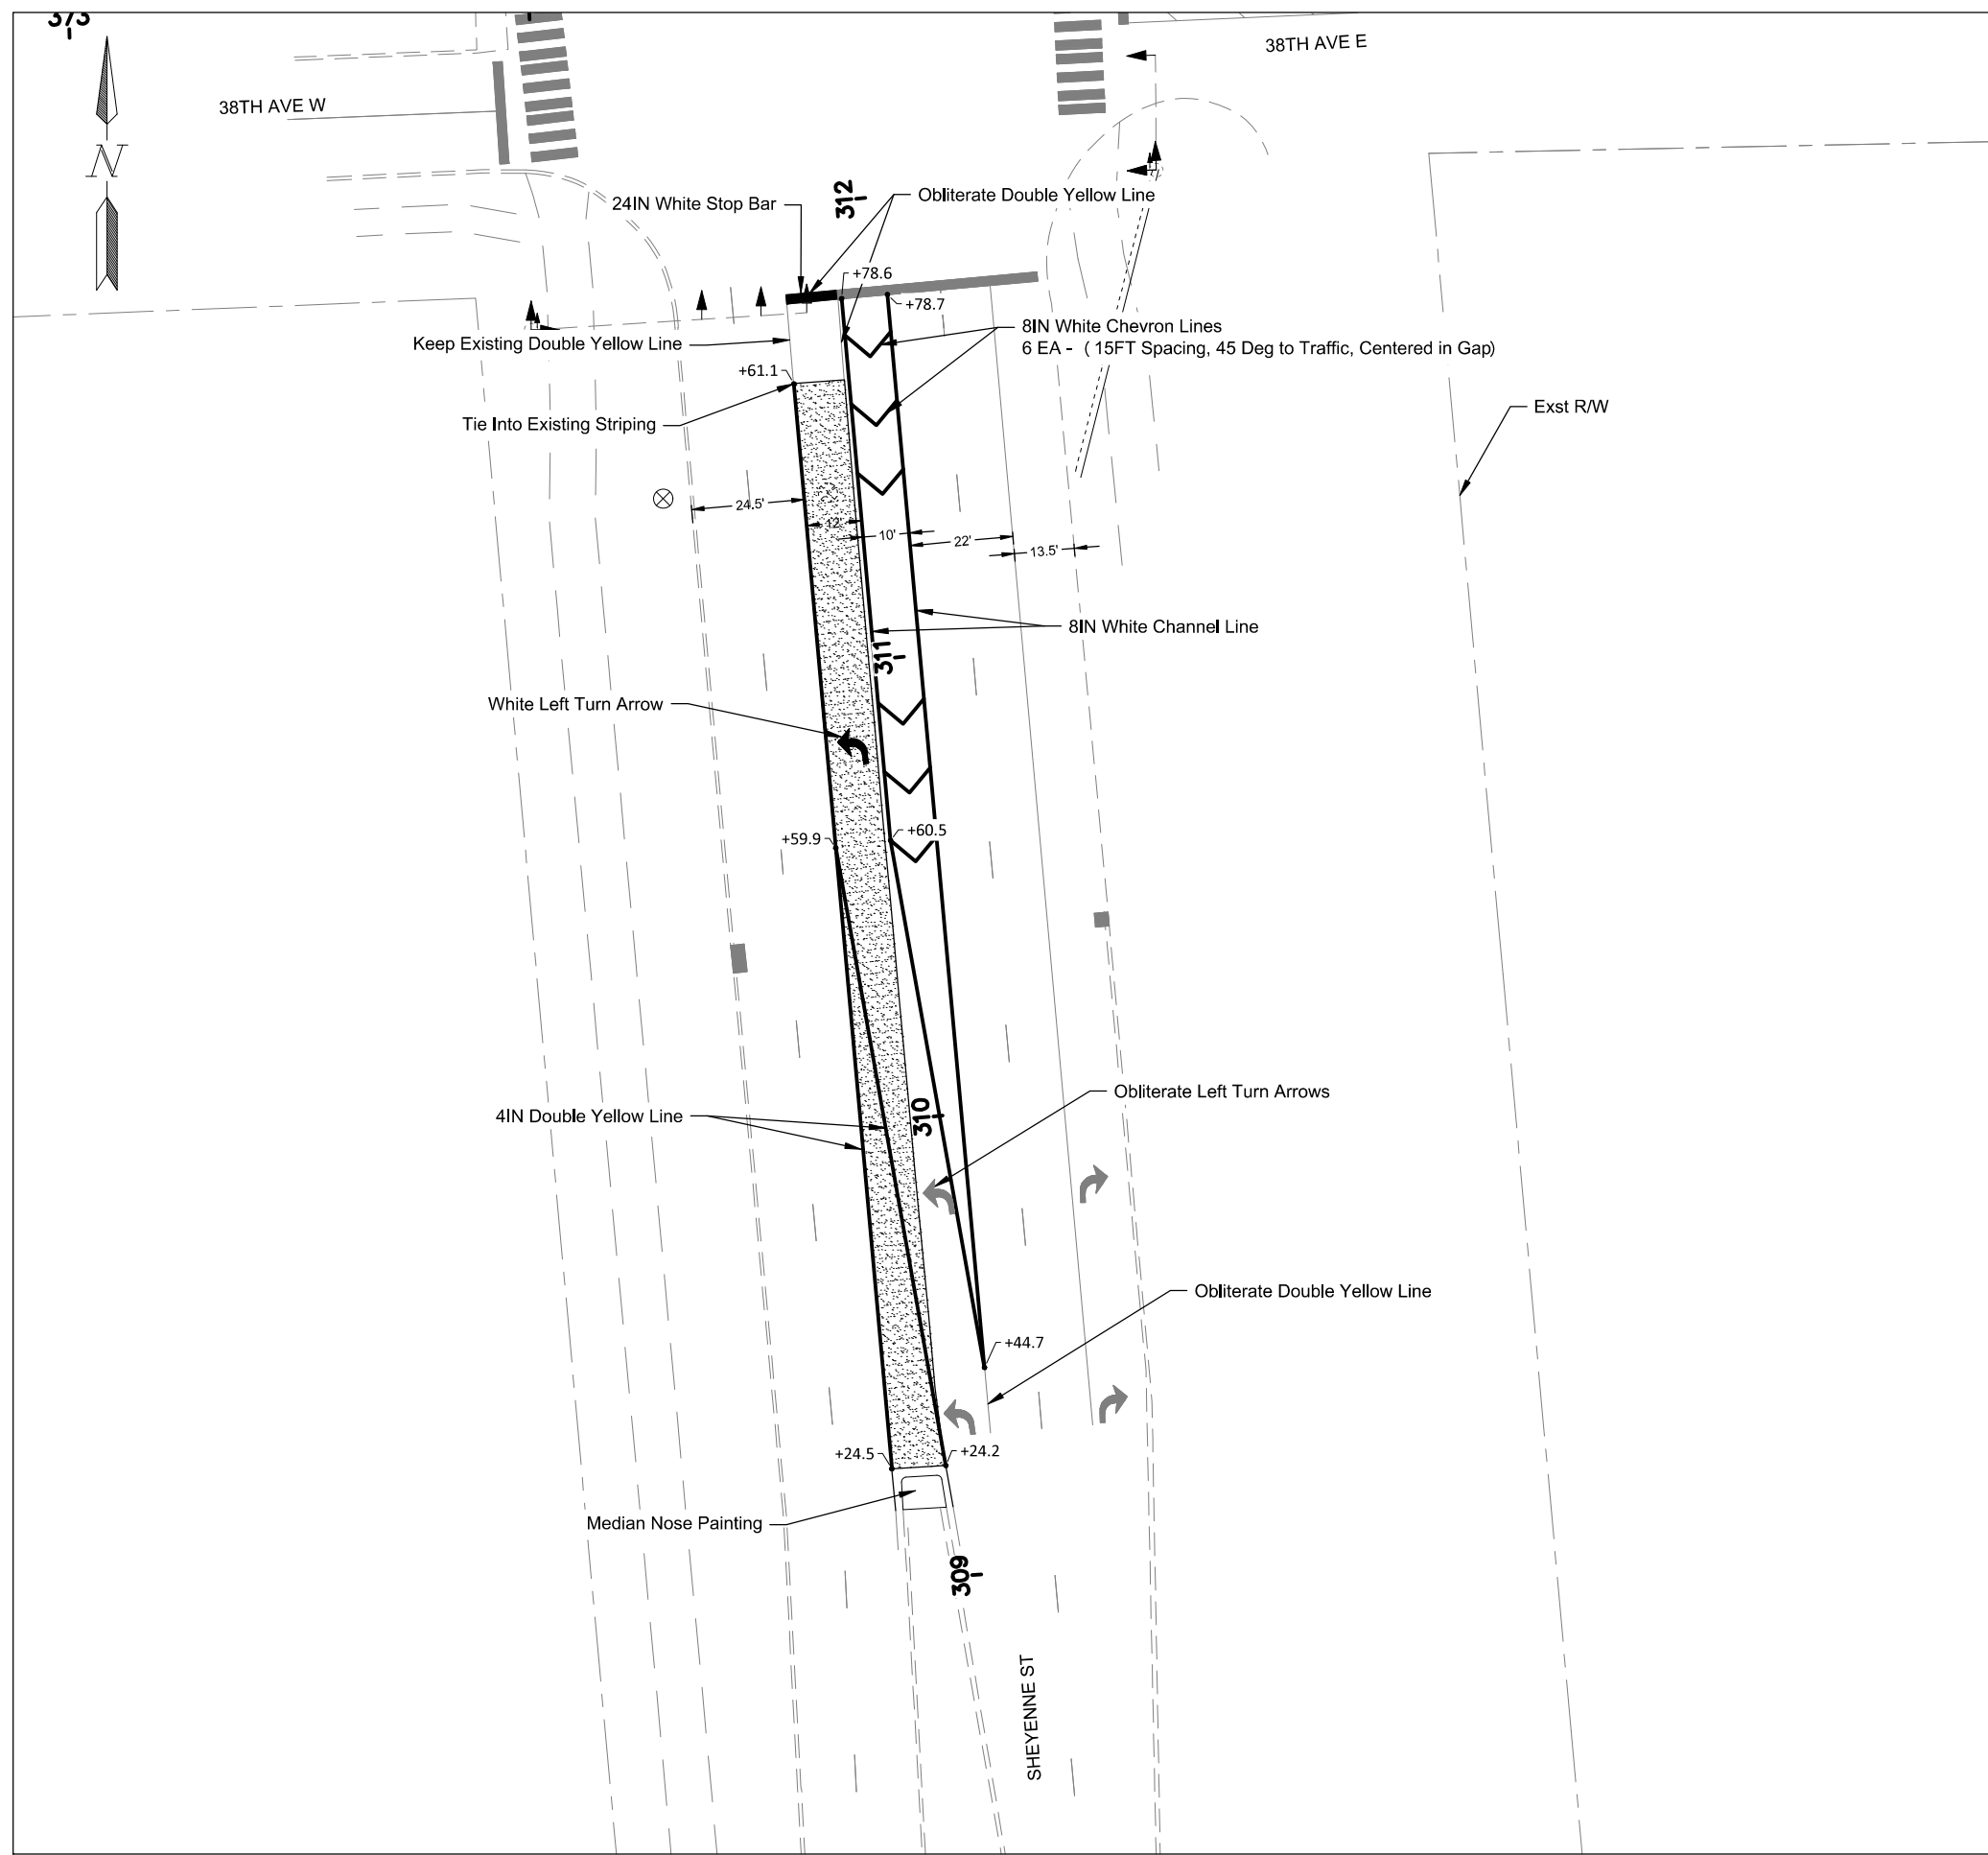 373
38TH AVE E
38TH AVE W
N
24IN White Stop Bar
312
Obliterate Double Yellow Line
+78.6
+78.7
Keep Existing Double Yellow Line
8IN White Chevron Lines
6 EA - ( 15FT Spacing, 45 Deg to Traffic, Centered in Gap)
+61.1
Tie Into Existing Striping
Exst R/W
24.5'
12'
10'
22'
13.5'
8IN White Channel Line
311
White Left Turn Arrow
+59.9
+60.5
Obliterate Left Turn Arrows
4IN Double Yellow Line
310
Obliterate Double Yellow Line
+44.7
+24.5
+24.2
Median Nose Painting
309
SHEYENNE ST